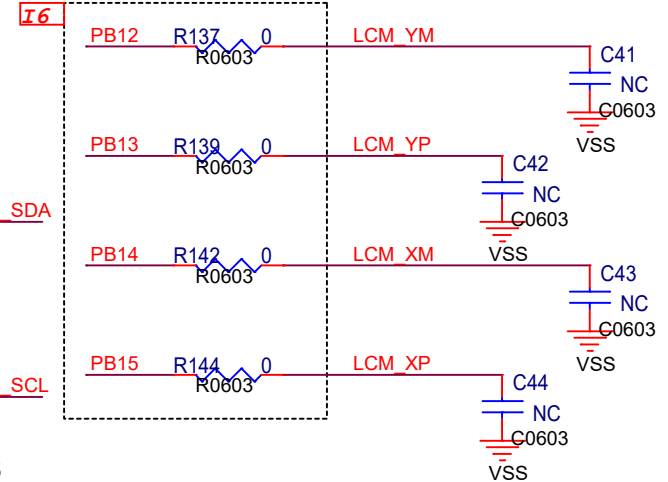 I6
PB12 R137 0 LCM_YM
R0603
C41
NC
C0603
VSS
PB13 R139 0 LCM_YP
R0603
C42
NC
C0603
VSS
_SDA
PB14 R142 0 LCM_XM
R0603
C43
NC
C0603
VSS
PB15 R144 0 LCM_XP
R0603
_SCL
C44
NC
C0603
VSS